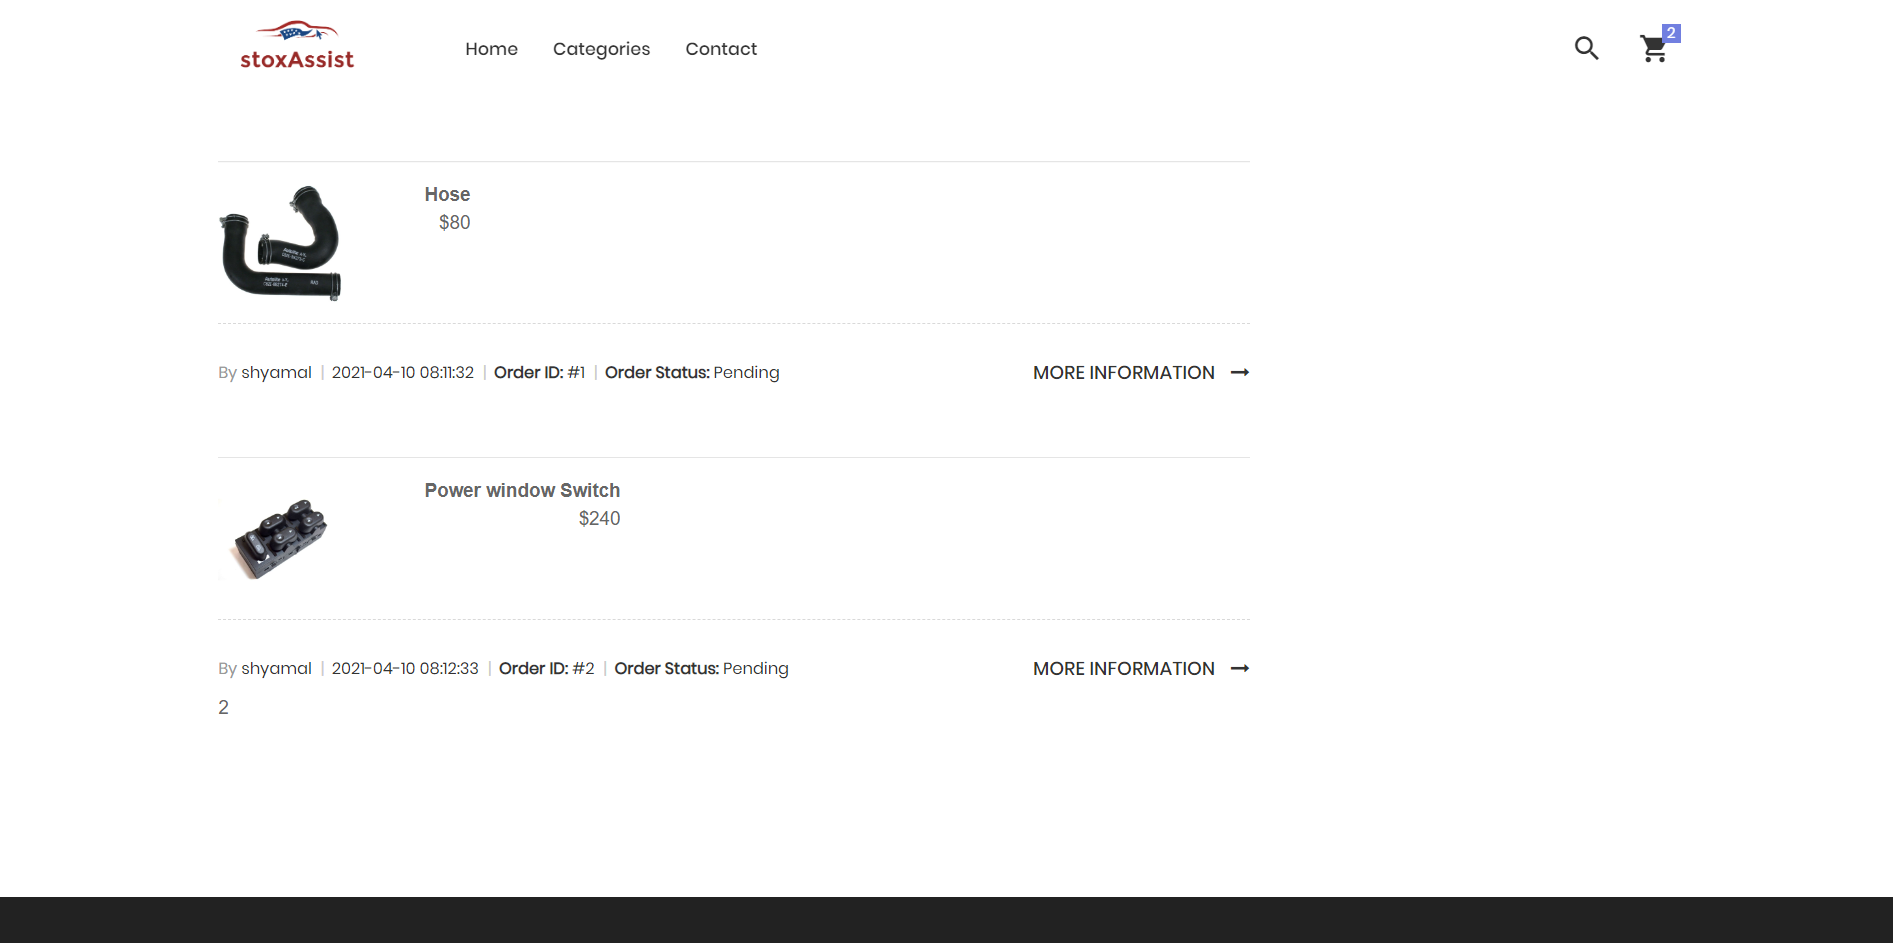 stoxAssist
Home Categories Contact
2
Hose
$80
By shyamal | 2021-04-10 08:11:32 | Order ID: #1 | Order Status: Pending
MORE INFORMATION
Power window Switch
$240
By shyamal | 2021-04-10 08:12:33 | Order ID: #2 | Order Status: Pending
MORE INFORMATION
2